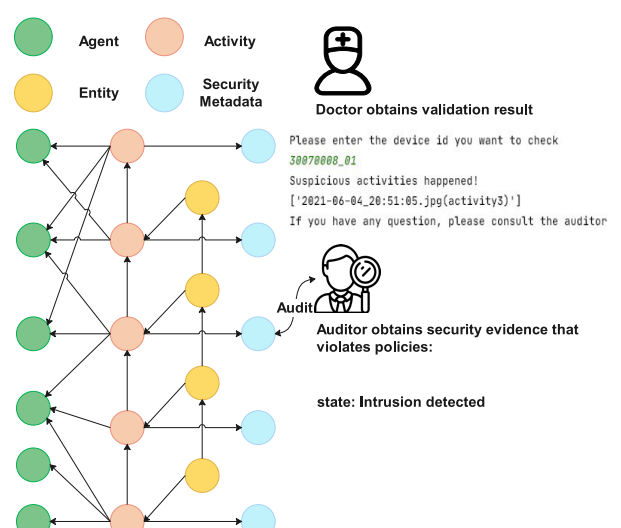 Agent
Activity
Entity
Security
Metadata
Doctor obtains validation result
Please enter the device id you want to check
30070008_01
Suspicious activities happened!
['2021-06-04_20:51:05.jpg(activity3)']
If you have any question, please consult the auditor
Audit
Auditor obtains security evidence that
violates policies:
state: Intrusion detected